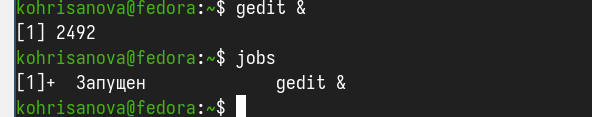 kohrisanova@fedora:~$ gedit &
[1] 2492
kohrisanova@fedora:~$ jobs
[1]+  Запущен            gedit &
kohrisanova@fedora:~$